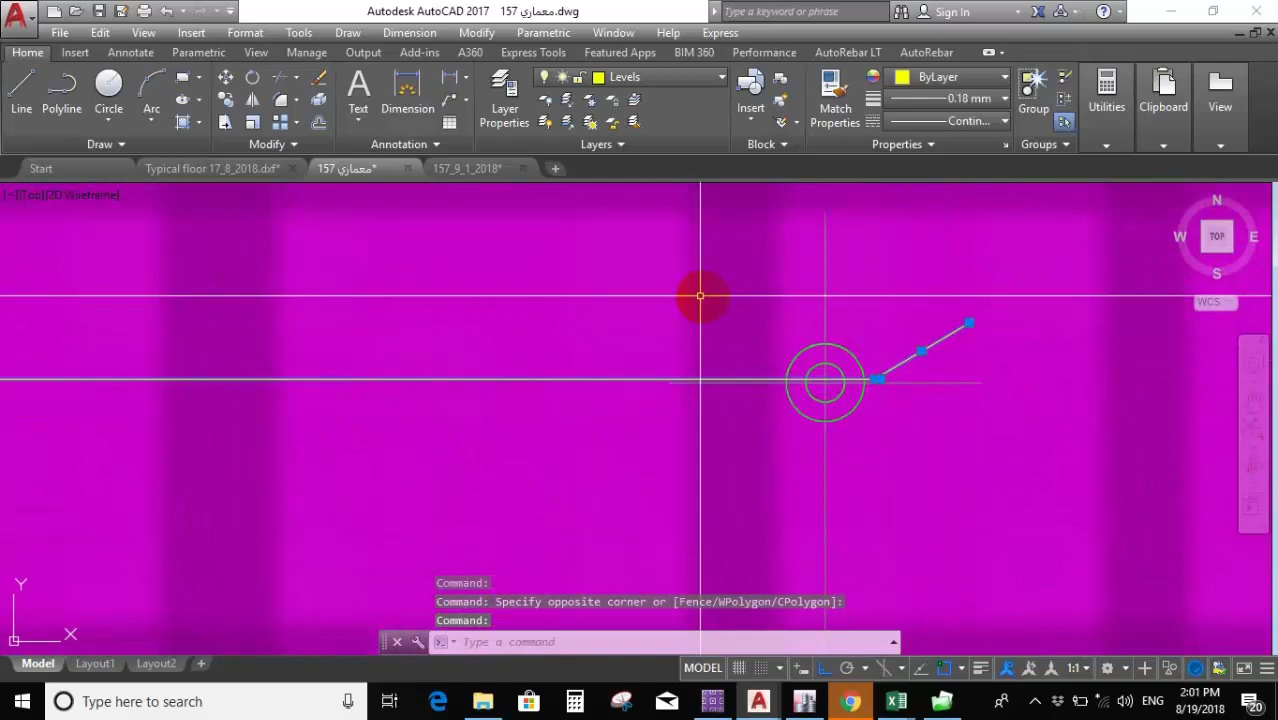 Autodesk AutoCAD 2017 معماري 157.dwg
Type a keyword or phrase
Sign In
File Edit View Insert Format Tools Draw Dimension Modify Parametric Window Help Express
Home Insert Annotate Parametric View Manage Output Add-ins A360 Express Tools Featured Apps BIM 360 Performance AutoRebar LT AutoRebar
Levels
ByLayer
0.18 mm
Contin...
Line Polyline Circle Arc
Text Dimension
Layer Properties
Insert
Match Properties
Group
Utilities Clipboard View
Draw Modify Annotation Layers Block Properties Groups
Start Typical floor 17_8_2018.dxf* معماري 157* 157_9_1_2018*
[−][Top][2D Wireframe]
N
W TOP E
S
WCS
Y
X
Command:
Command: Specify opposite corner or [Fence/WPolygon/CPolygon]:
Command:
Type a command
Model Layout1 Layout2
MODEL 1:1
Type here to search
ENG
2:01 PM
8/19/2018
20